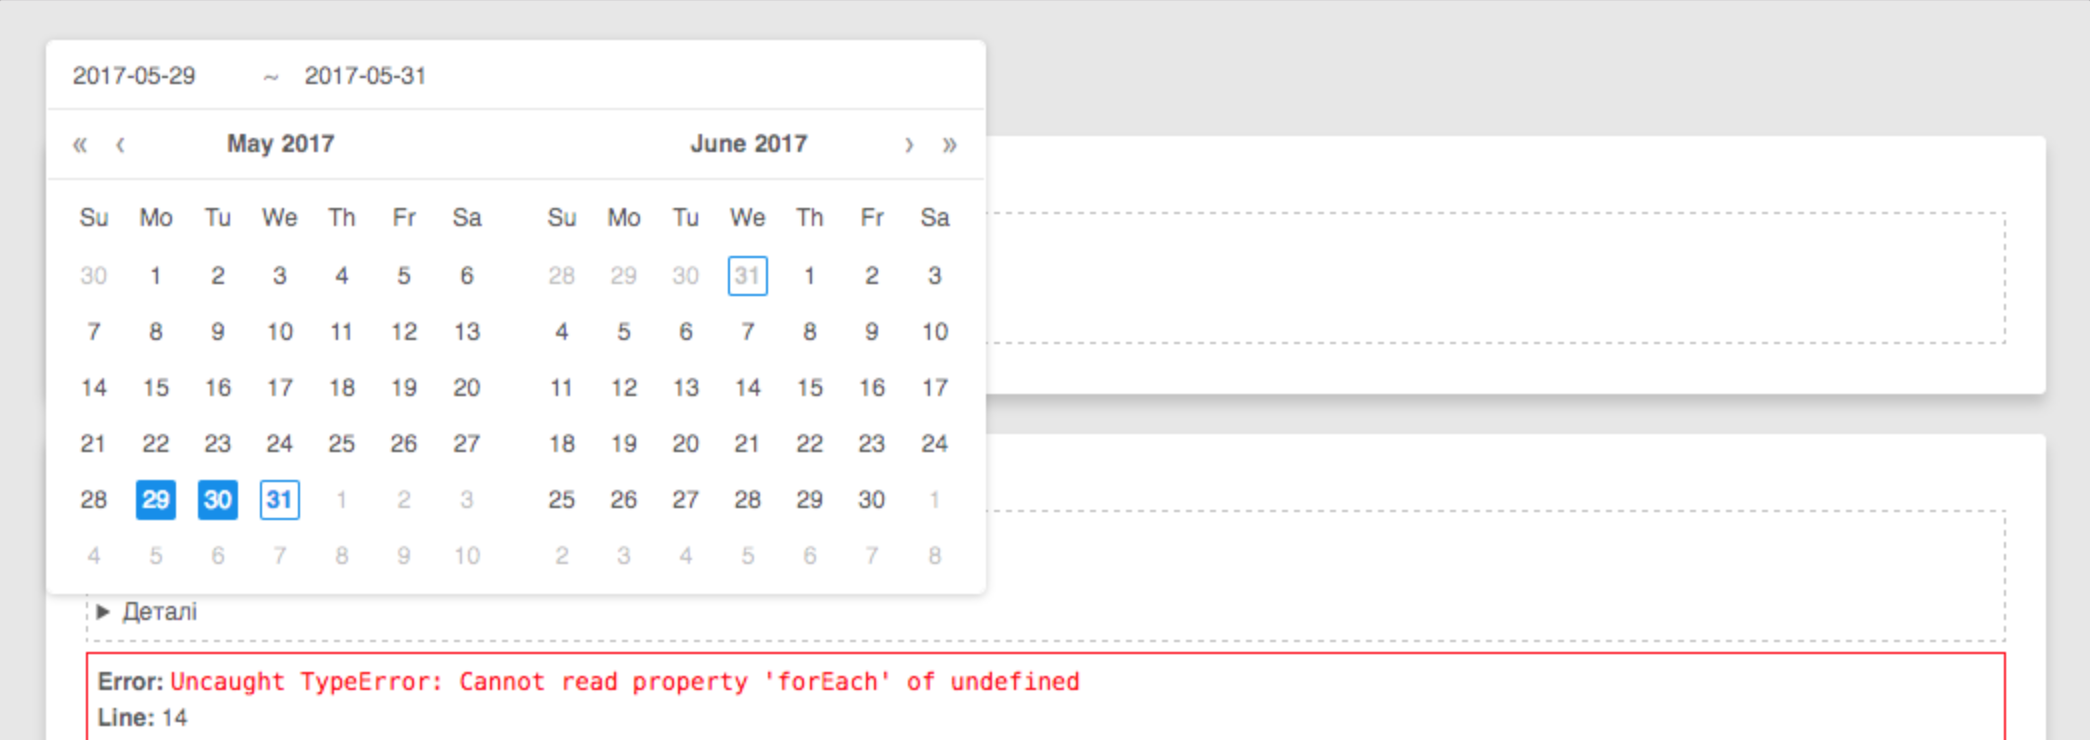 2017-05-29 ~ 2017-05-31
« ‹ May 2017 June 2017 › »
Su Mo Tu We Th Fr Sa Su Mo Tu We Th Fr Sa
30 1 2 3 4 5 6 28 29 30 31 1 2 3
7 8 9 10 11 12 13 4 5 6 7 8 9 10
14 15 16 17 18 19 20 11 12 13 14 15 16 17
21 22 23 24 25 26 27 18 19 20 21 22 23 24
28 29 30 31 1 2 3 25 26 27 28 29 30 1
4 5 6 7 8 9 10 2 3 4 5 6 7 8
▶ Деталі
Error: Uncaught TypeError: Cannot read property 'forEach' of undefined
Line: 14